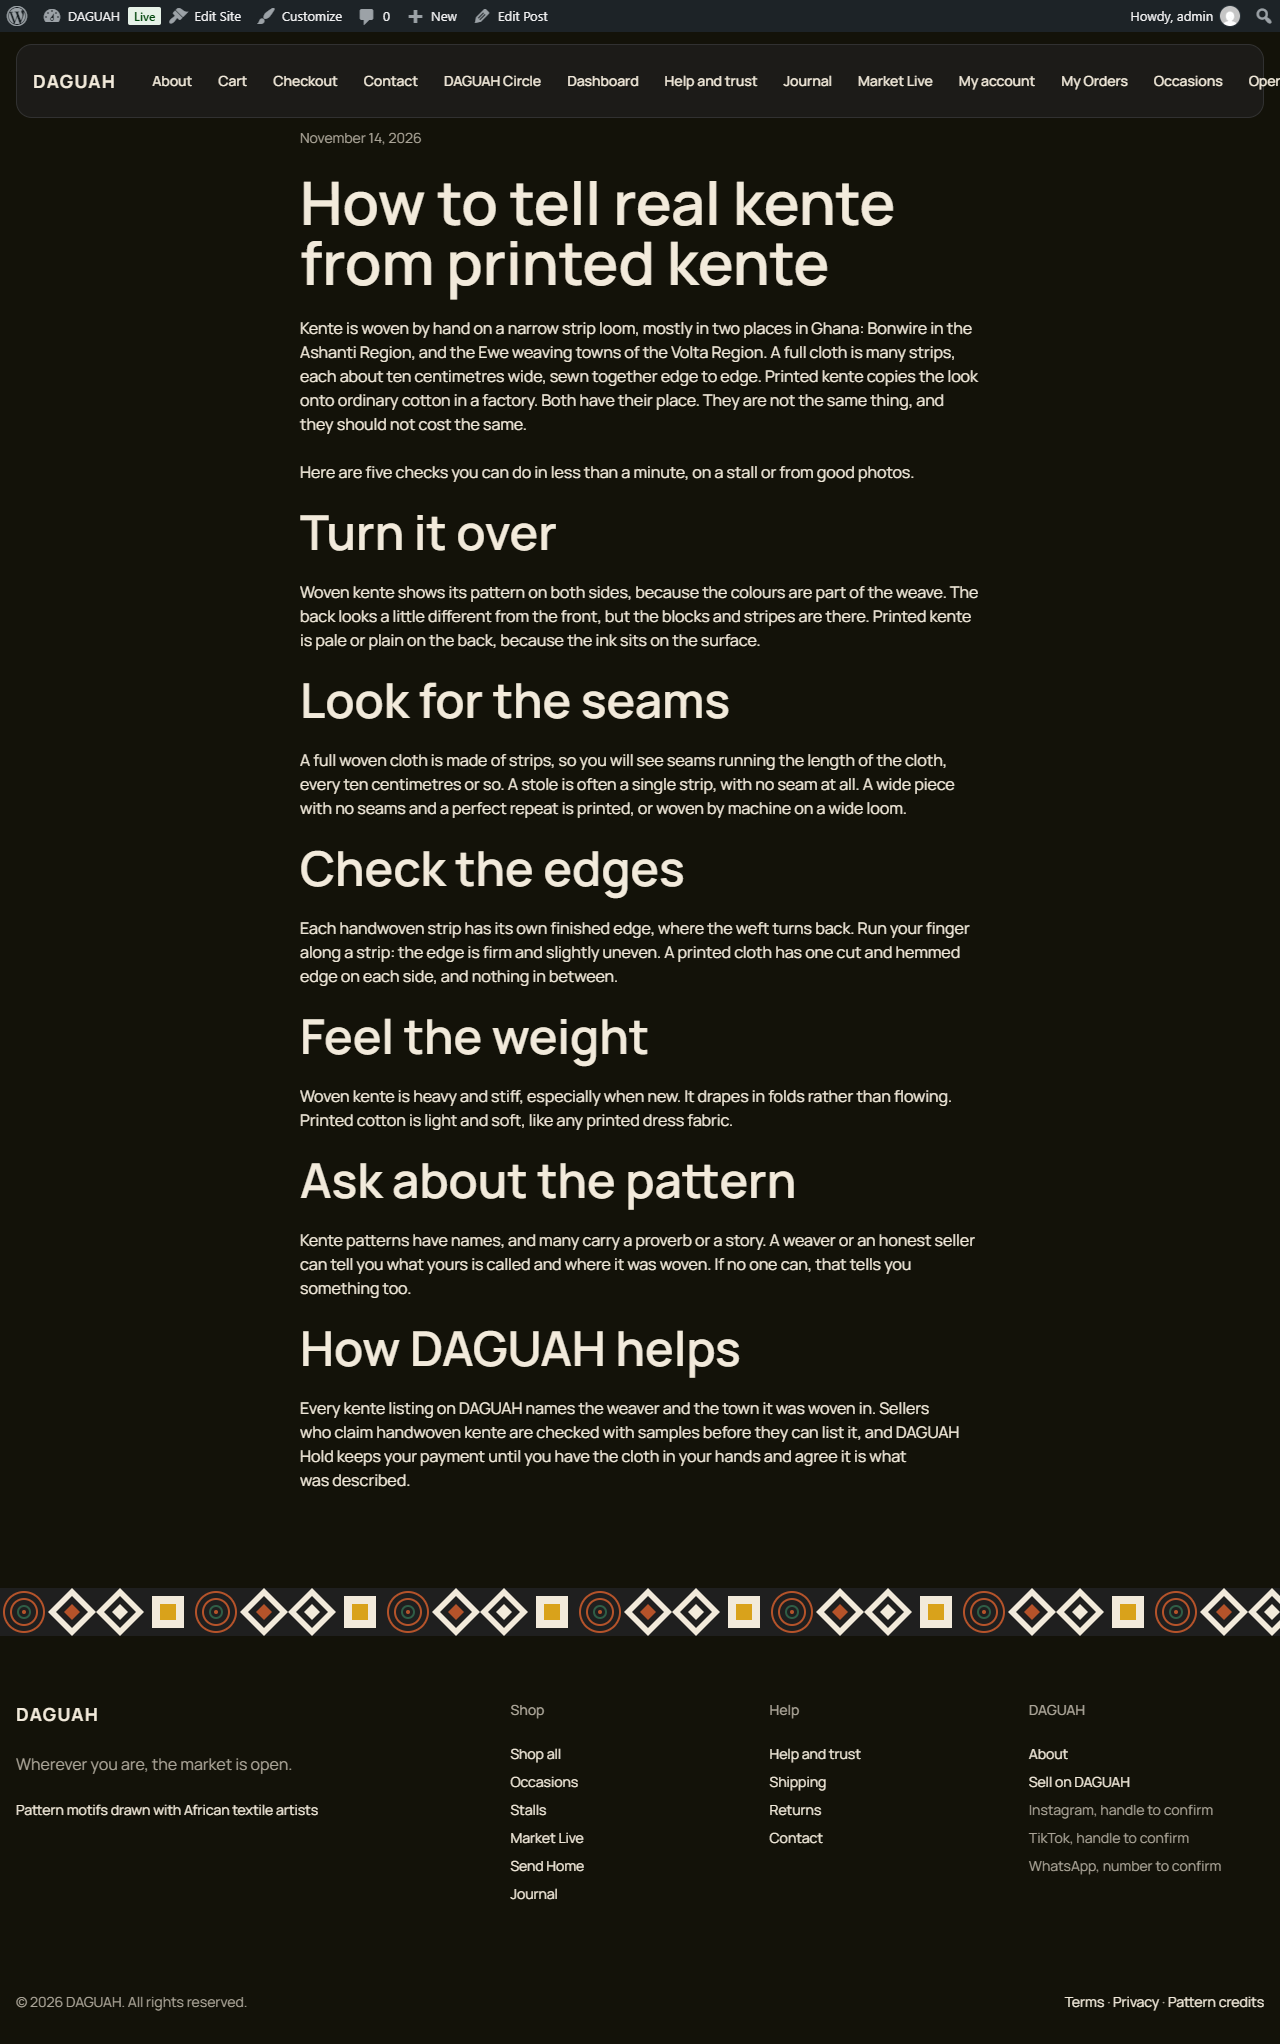 DAGUAH Live Edit Site Customize 0 New Edit Post Howdy, admin
DAGUAH About Cart Checkout Contact DAGUAH Circle Dashboard Help and trust Journal Market Live My account My Orders Occasions
November 14, 2026
How to tell real kente
from printed kente
Kente is woven by hand on a narrow strip loom, mostly in two places in Ghana: Bonwire in the
Ashanti Region, and the Ewe weaving towns of the Volta Region. A full cloth is many strips,
each about ten centimetres wide, sewn together edge to edge. Printed kente copies the look
onto ordinary cotton in a factory. Both have their place. They are not the same thing, and
they should not cost the same.
Here are five checks you can do in less than a minute, on a stall or from good photos.
Turn it over
Woven kente shows its pattern on both sides, because the colours are part of the weave. The
back looks a little different from the front, but the blocks and stripes are there. Printed kente
is pale or plain on the back, because the ink sits on the surface.
Look for the seams
A full woven cloth is made of strips, so you will see seams running the length of the cloth,
every ten centimetres or so. A stole is often a single strip, with no seam at all. A wide piece
with no seams and a perfect repeat is printed, or woven by machine on a wide loom.
Check the edges
Each handwoven strip has its own finished edge, where the weft turns back. Run your finger
along a strip: the edge is firm and slightly uneven. A printed cloth has one cut and hemmed
edge on each side, and nothing in between.
Feel the weight
Woven kente is heavy and stiff, especially when new. It drapes in folds rather than flowing.
Printed cotton is light and soft, like any printed dress fabric.
Ask about the pattern
Kente patterns have names, and many carry a proverb or a story. A weaver or an honest seller
can tell you what yours is called and where it was woven. If no one can, that tells you
something too.
How DAGUAH helps
Every kente listing on DAGUAH names the weaver and the town it was woven in. Sellers
who claim handwoven kente are checked with samples before they can list it, and DAGUAH
Hold keeps your payment until you have the cloth in your hands and agree it is what
was described.
DAGUAH
Wherever you are, the market is open.
Pattern motifs drawn with African textile artists
Shop
Shop all
Occasions
Stalls
Market Live
Send Home
Journal
Help
Help and trust
Shipping
Returns
Contact
DAGUAH
About
Sell on DAGUAH
Instagram, handle to confirm
TikTok, handle to confirm
WhatsApp, number to confirm
© 2026 DAGUAH. All rights reserved.
Terms · Privacy · Pattern credits